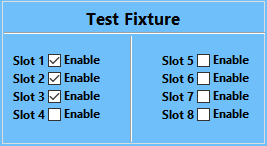 Test Fixture
Slot 1 Enable
Slot 2 Enable
Slot 3 Enable
Slot 4 Enable
Slot 5 Enable
Slot 6 Enable
Slot 7 Enable
Slot 8 Enable